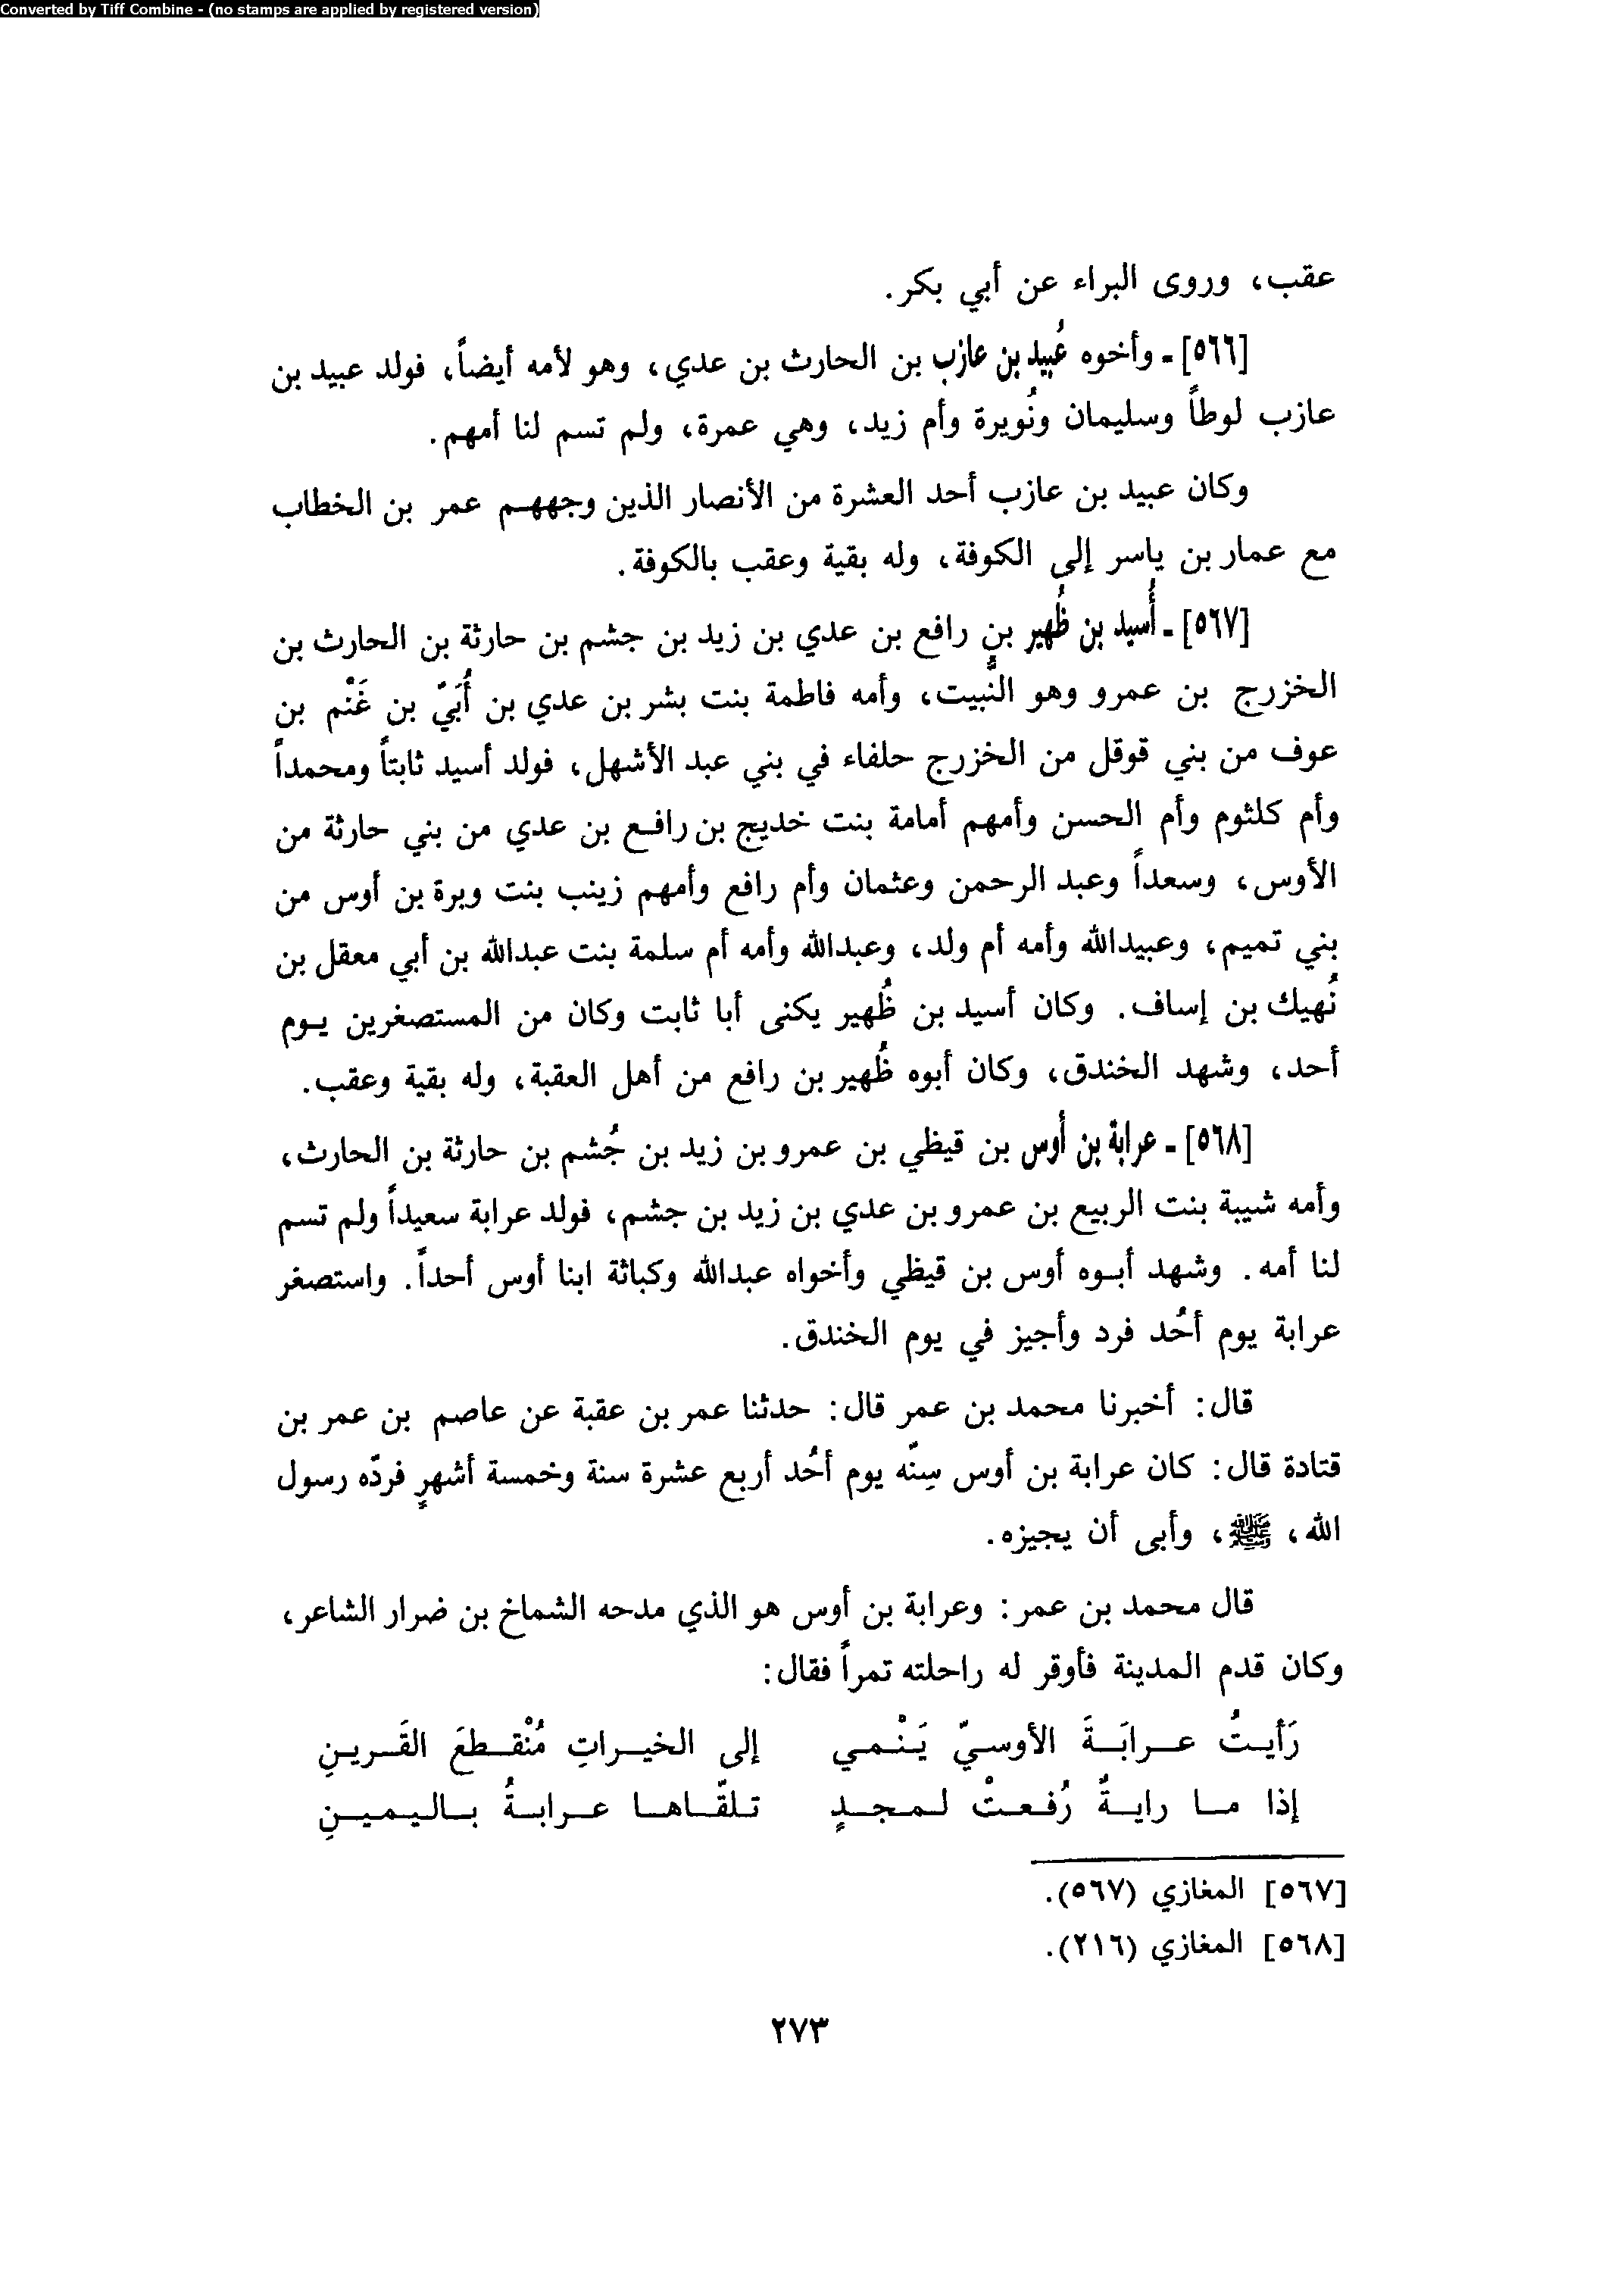 Converted by Tiff Combine - (no stamps are applied by registered version)
عقب، وروى البراء عن أبي بكر.
[٥٦٦] - وأخوه عُبيد بن عازب بن الحارث بن عدي، وهو لأمه أيضاً، فولد عبيد بن
عازب لوطاً وسليمان ونُويرة وأم زيد، وهي عمرة، ولم تسم لنا أمهم.
وكان عبيد بن عازب أحد العشرة من الأنصار الذين وجههم عمر بن الخطاب
مع عمار بن ياسر إلى الكوفة، وله بقية وعقب بالكوفة.
[٥٦٧] - أُسيد بن ظُهير بن رافع بن عدي بن زيد بن جشم بن حارثة بن الحارث بن
الخزرج بن عمرو وهو النُّبيت، وأمه فاطمة بنت بشر بن عدي بن أُبَيّ بن غَنْم بن
عوف من بني قوقل من الخزرج حلفاء في بني عبد الأشهل، فولد أسيد ثابتاً ومحمداً
وأم كلثوم وأم الحسن وأمهم أمامة بنت خديج بن رافع بن عدي من بني حارثة من
الأوس، وسعداً وعبد الرحمن وعثمان وأم رافع وأمهم زينب بنت وبرة بن أوس من
بني تميم، وعبيدالله وأمه أم ولد، وعبدالله وأمه أم سلمة بنت عبدالله بن أبي معقل بن
نُهيك بن إساف. وكان أسيد بن ظُهير يكنى أبا ثابت وكان من المستصغرين يوم
أحد، وشهد الخندق، وكان أبوه ظُهير بن رافع من أهل العقبة، وله بقية وعقب.
[٥٦٨] - عرابة بن أوس بن قيظي بن عمرو بن زيد بن جُشم بن حارثة بن الحارث،
وأمه شيبة بنت الربيع بن عمرو بن عدي بن زيد بن جشم، فولد عرابة سعيداً ولم تسم
لنا أمه. وشهد أبوه أوس بن قيظي وأخواه عبدالله وكباثة ابنا أوس أحداً. واستصغر
عرابة يوم أحُد فرد وأجيز في يوم الخندق.
قال: أخبرنا محمد بن عمر قال: حدثنا عمر بن عقبة عن عاصم بن عمر بن
قتادة قال: كان عرابة بن أوس سِنّه يوم أحُد أربع عشرة سنة وخمسة أشهرٍ فردّه رسول
الله، ﷺ، وأبى أن يجيزه.
قال محمد بن عمر: وعرابة بن أوس هو الذي مدحه الشماخ بن ضرار الشاعر،
وكان قدم المدينة فأوقر له راحلته تمراً فقال:
رَأيتُ عرابَةَ الأوسيّ يَنْمي إلى الخيراتِ مُنْقطعَ القَرينِ
إذا ما رايةٌ رُفعتْ لمجدٍ تلقّاها عرابةُ باليمينِ
[٥٦٧] المغازي (٥٦٧).
[٥٦٨] المغازي (٢١٦).
٢٧٣